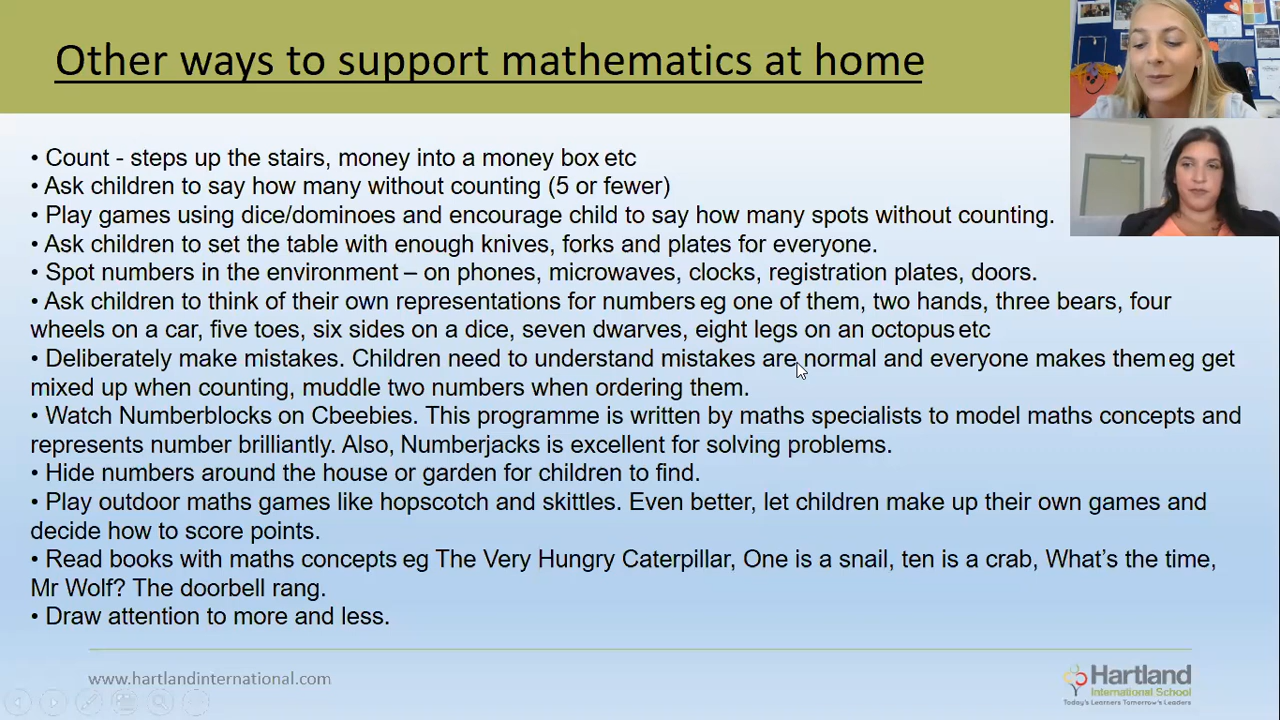 Other ways to support mathematics at home
• Count - steps up the stairs, money into a money box etc
• Ask children to say how many without counting (5 or fewer)
• Play games using dice/dominoes and encourage child to say how many spots without counting.
• Ask children to set the table with enough knives, forks and plates for everyone.
• Spot numbers in the environment – on phones, microwaves, clocks, registration plates, doors.
• Ask children to think of their own representations for numbers eg one of them, two hands, three bears, four
wheels on a car, five toes, six sides on a dice, seven dwarves, eight legs on an octopus etc
• Deliberately make mistakes. Children need to understand mistakes are normal and everyone makes them eg get
mixed up when counting, muddle two numbers when ordering them.
• Watch Numberblocks on Cbeebies. This programme is written by maths specialists to model maths concepts and
represents number brilliantly. Also, Numberjacks is excellent for solving problems.
• Hide numbers around the house or garden for children to find.
• Play outdoor maths games like hopscotch and skittles. Even better, let children make up their own games and
decide how to score points.
• Read books with maths concepts eg The Very Hungry Caterpillar, One is a snail, ten is a crab, What's the time,
Mr Wolf? The doorbell rang.
• Draw attention to more and less.
www.hartlandinternational.com
Hartland
International School
Today's Learners Tomorrow's Leaders